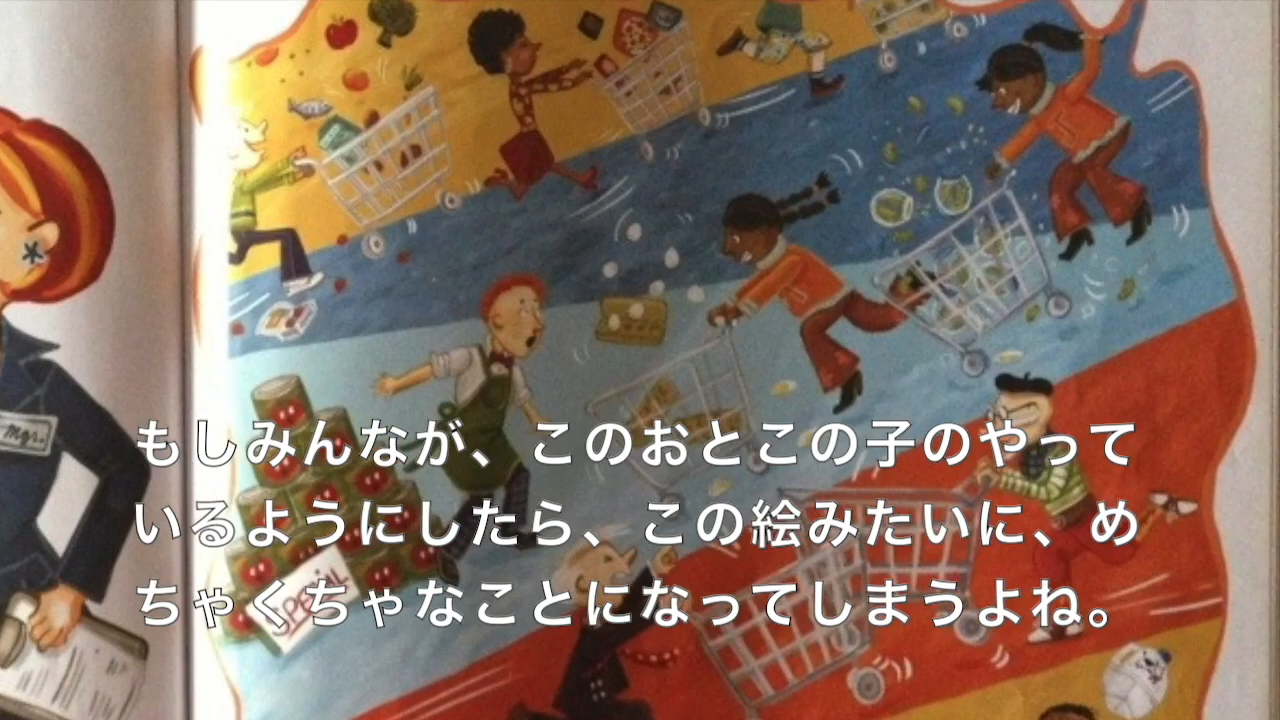 mgr.
もしみんなが、このおとこの子のやって
いるようにしたら、この絵みたいに、め
ちゃくちゃなことになってしまうよね。